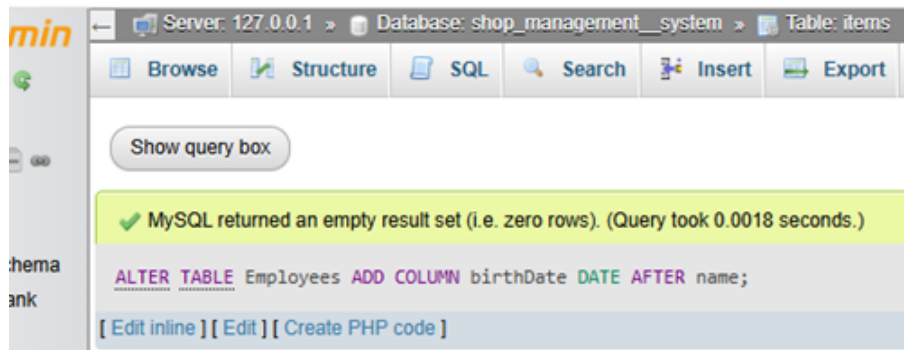 min
Server: 127.0.0.1 » Database: shop_management__system » Table: items
Browse Structure SQL Search Insert Export
Show query box
MySQL returned an empty result set (i.e. zero rows). (Query took 0.0018 seconds.)
hema
ALTER TABLE Employees ADD COLUMN birthDate DATE AFTER name;
ank
[ Edit inline ] [ Edit ] [ Create PHP code ]